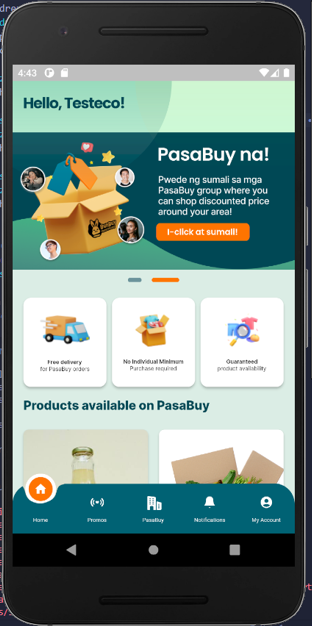 4:43
Hello, Testeco!
PasaBuy na!
Pwede ng sumali sa mga
PasaBuy group where you
can shop discounted price
around your area!
I-click at sumali!
Free delivery
for PasaBuy orders
No Individual Minimum
Purchase required
Guaranteed
product availability
Products available on PasaBuy
Home
Promos
PasaBuy
Notifications
My Account